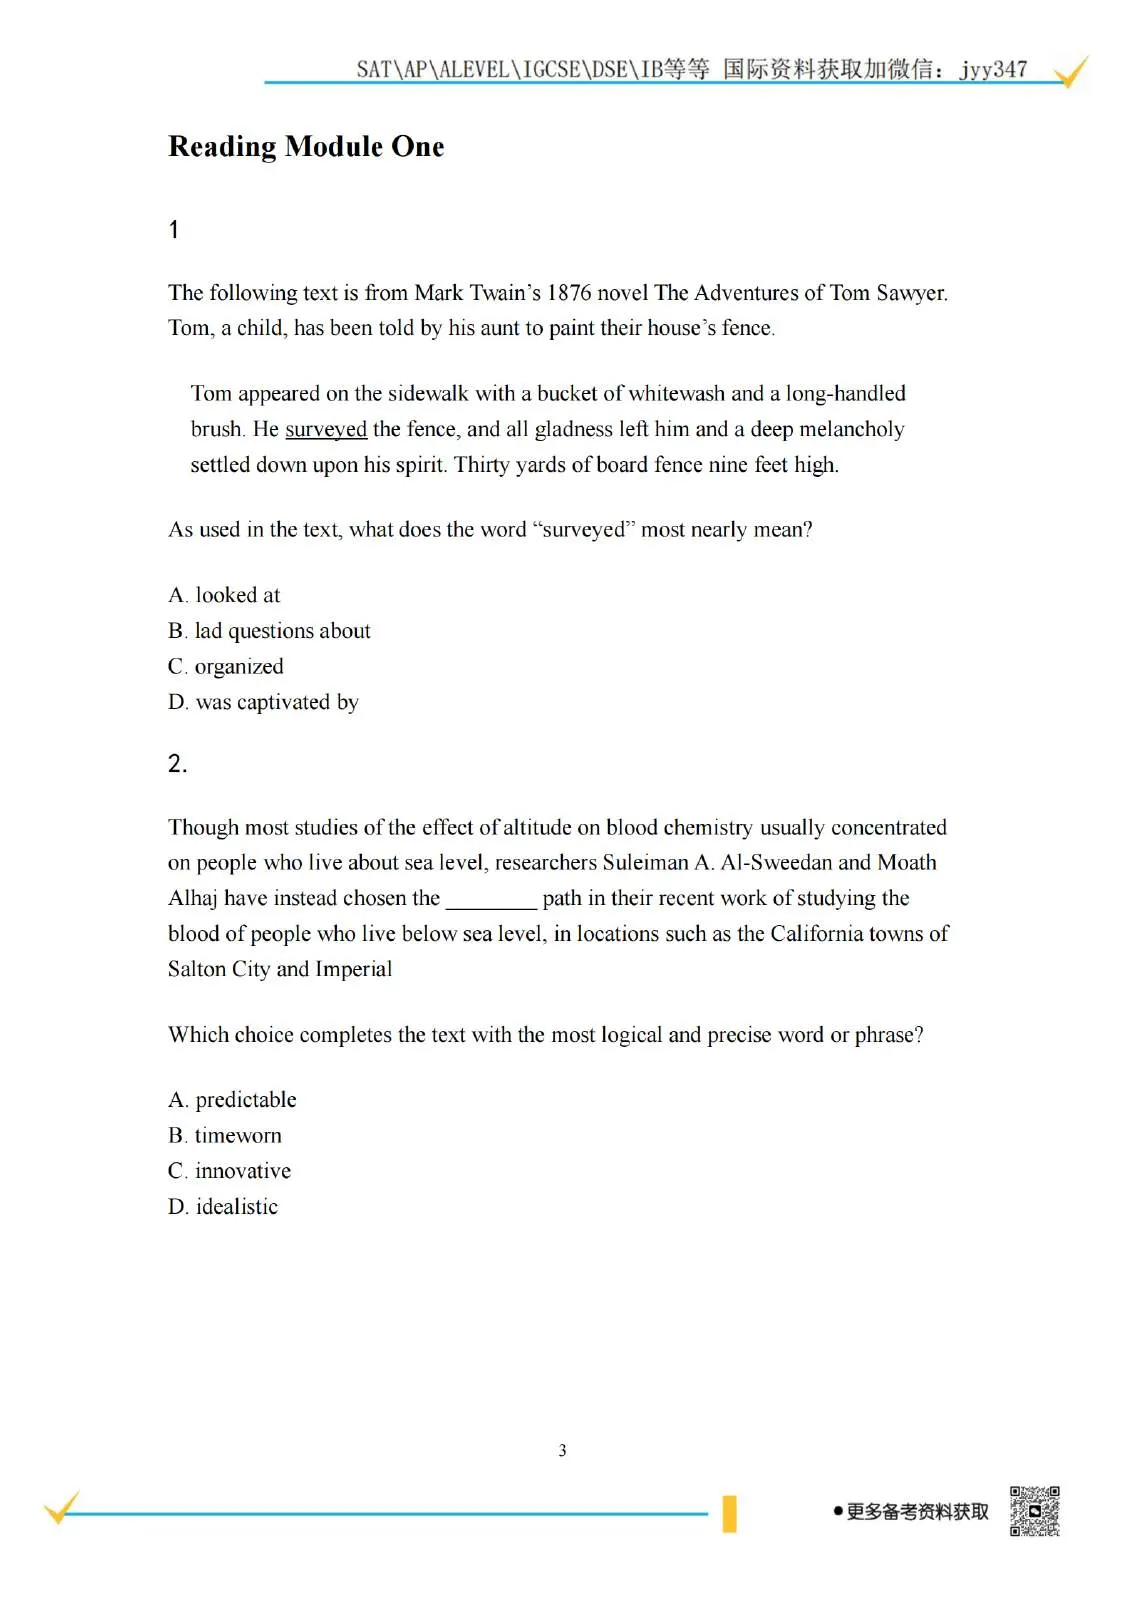 SAT\AP\ALEVEL\IGCSE\DSE\IB等等 国际资料获取加微信：jyy347
Reading Module One
1
The following text is from Mark Twain’s 1876 novel The Adventures of Tom Sawyer.
Tom, a child, has been told by his aunt to paint their house’s fence.
Tom appeared on the sidewalk with a bucket of whitewash and a long-handled
brush. He surveyed the fence, and all gladness left him and a deep melancholy
settled down upon his spirit. Thirty yards of board fence nine feet high.
As used in the text, what does the word “surveyed” most nearly mean?
A. looked at
B. lad questions about
C. organized
D. was captivated by
2.
Though most studies of the effect of altitude on blood chemistry usually concentrated
on people who live about sea level, researchers Suleiman A. Al-Sweedan and Moath
Alhaj have instead chosen the ________ path in their recent work of studying the
blood of people who live below sea level, in locations such as the California towns of
Salton City and Imperial
Which choice completes the text with the most logical and precise word or phrase?
A. predictable
B. timeworn
C. innovative
D. idealistic
3
●更多备考资料获取